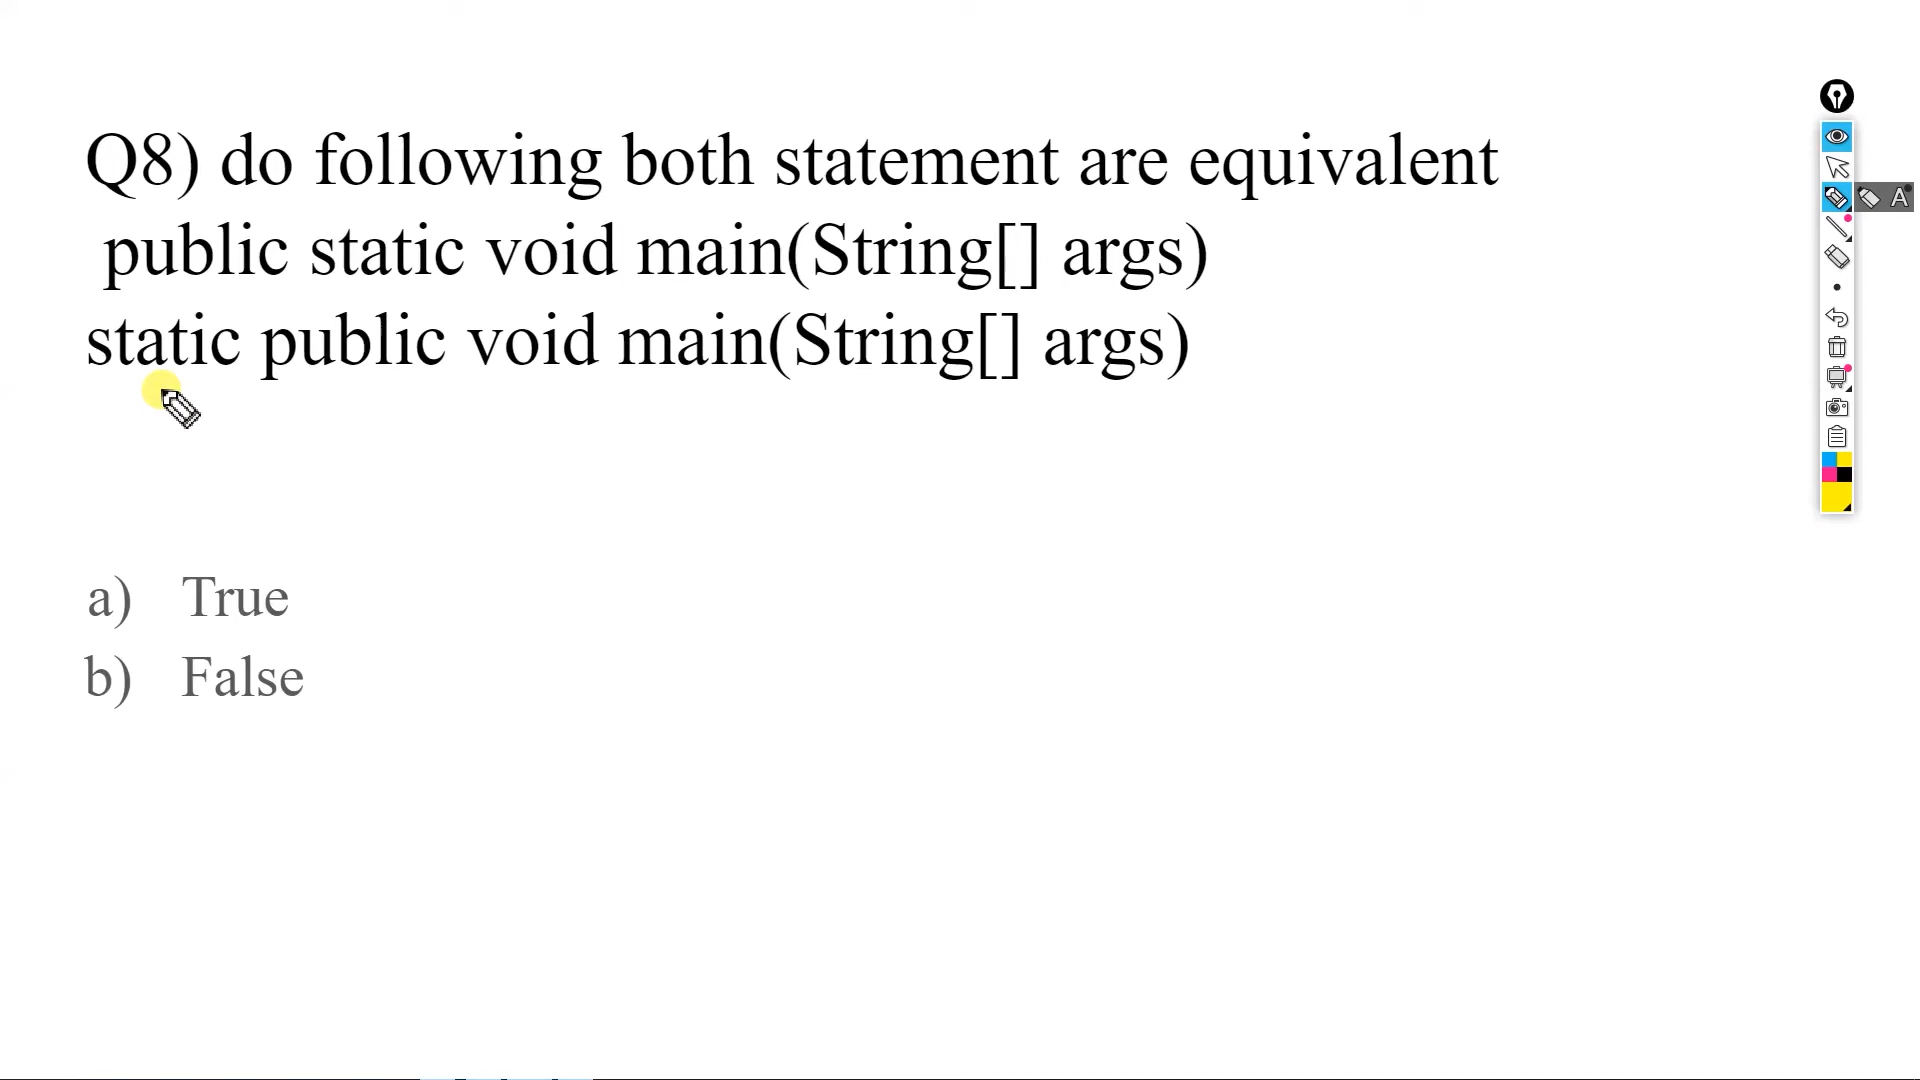 Q8) do following both statement are equivalent
public static void main(String[] args)
static public void main(String[] args)
a) True
b) False
A